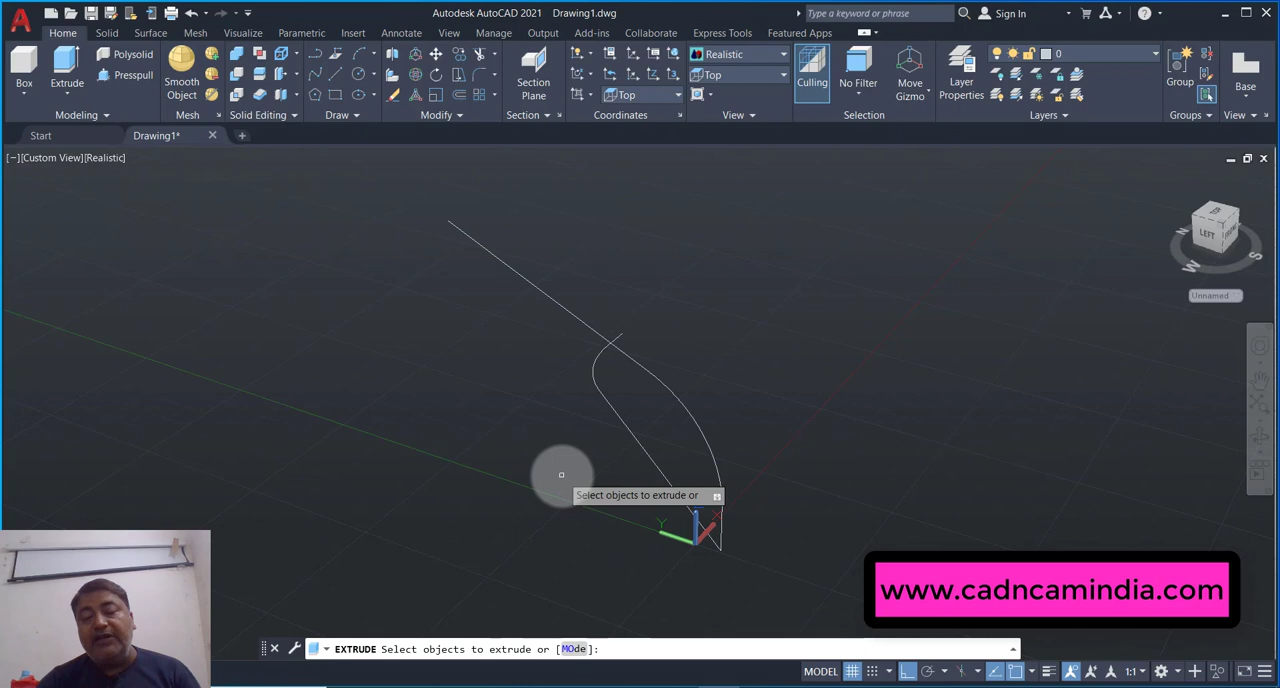 Autodesk AutoCAD 2021 Drawing1.dwg
Type a keyword or phrase
Sign In
Home Solid Surface Mesh Visualize Parametric Insert Annotate View Manage Output Add-ins Collaborate Express Tools Featured Apps
Box
Extrude
Polysolid
Presspull
Smooth
Object
Section
Plane
Realistic
Top
Top
Culling
No Filter
Move
Gizmo
Layer
Properties
0
Group
Base
Modeling
Mesh
Solid Editing
Draw
Modify
Section
Coordinates
View
Selection
Layers
Groups
View
Start
Drawing1*
[−][Custom View][Realistic]
LEFT
N
W
S
Unnamed
Select objects to extrude or
Y
X
www.cadncamindia.com
EXTRUDE Select objects to extrude or [MOde]:
MODEL
1:1